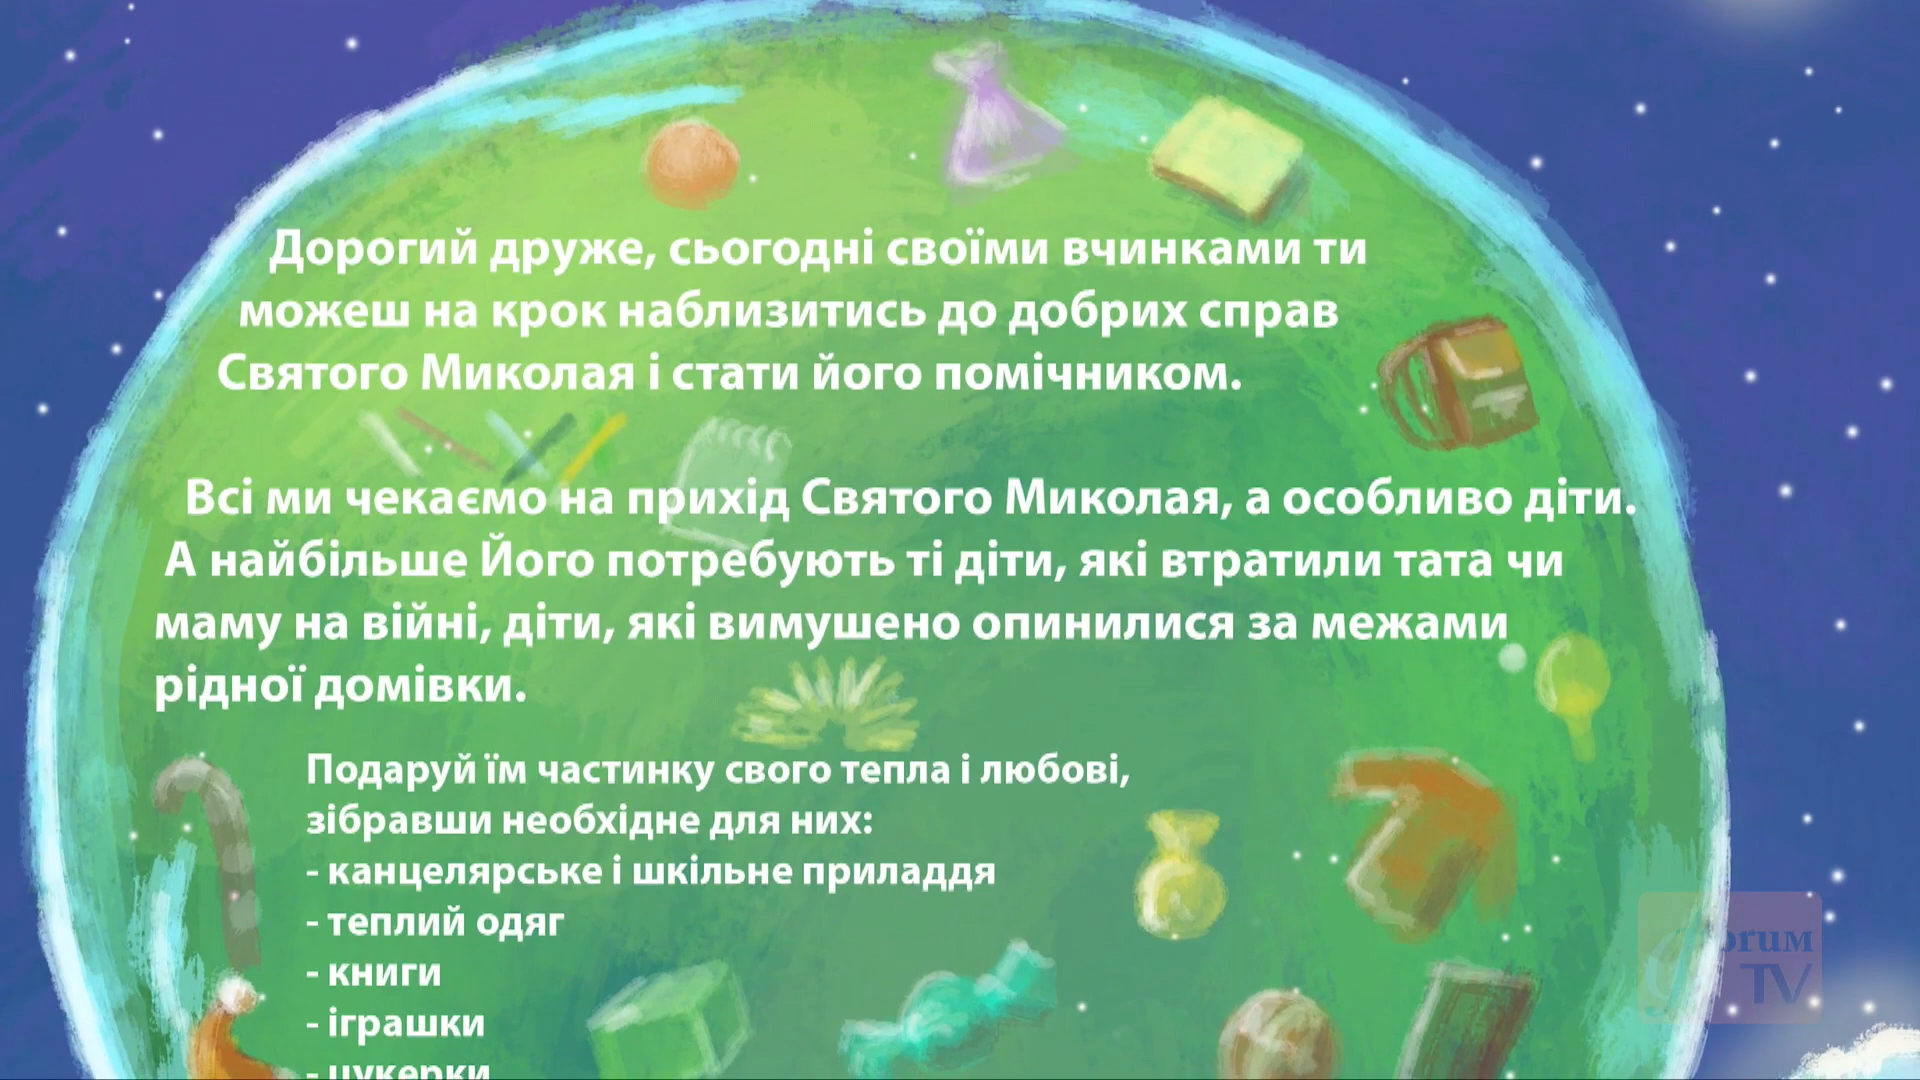 Дорогий друже, сьогодні своїми вчинками ти
можеш на крок наблизитись до добрих справ
Святого Миколая і стати його помічником.
Всі ми чекаємо на прихід Святого Миколая, а особливо діти.
А найбільше Його потребують ті діти, які втратили тата чи
маму на війні, діти, які вимушено опинилися за межами
рідної домівки.
Подаруй їм частинку свого тепла і любові,
зібравши необхідне для них:
- канцелярське і шкільне приладдя
- теплий одяг
- книги
- іграшки
- цукерки
forum
TV